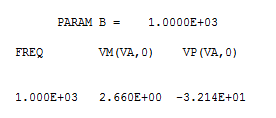 PARAM B = 1.0000E+03
FREQ VM(VA,0) VP(VA,0)
1.000E+03 2.660E+00 -3.214E+01